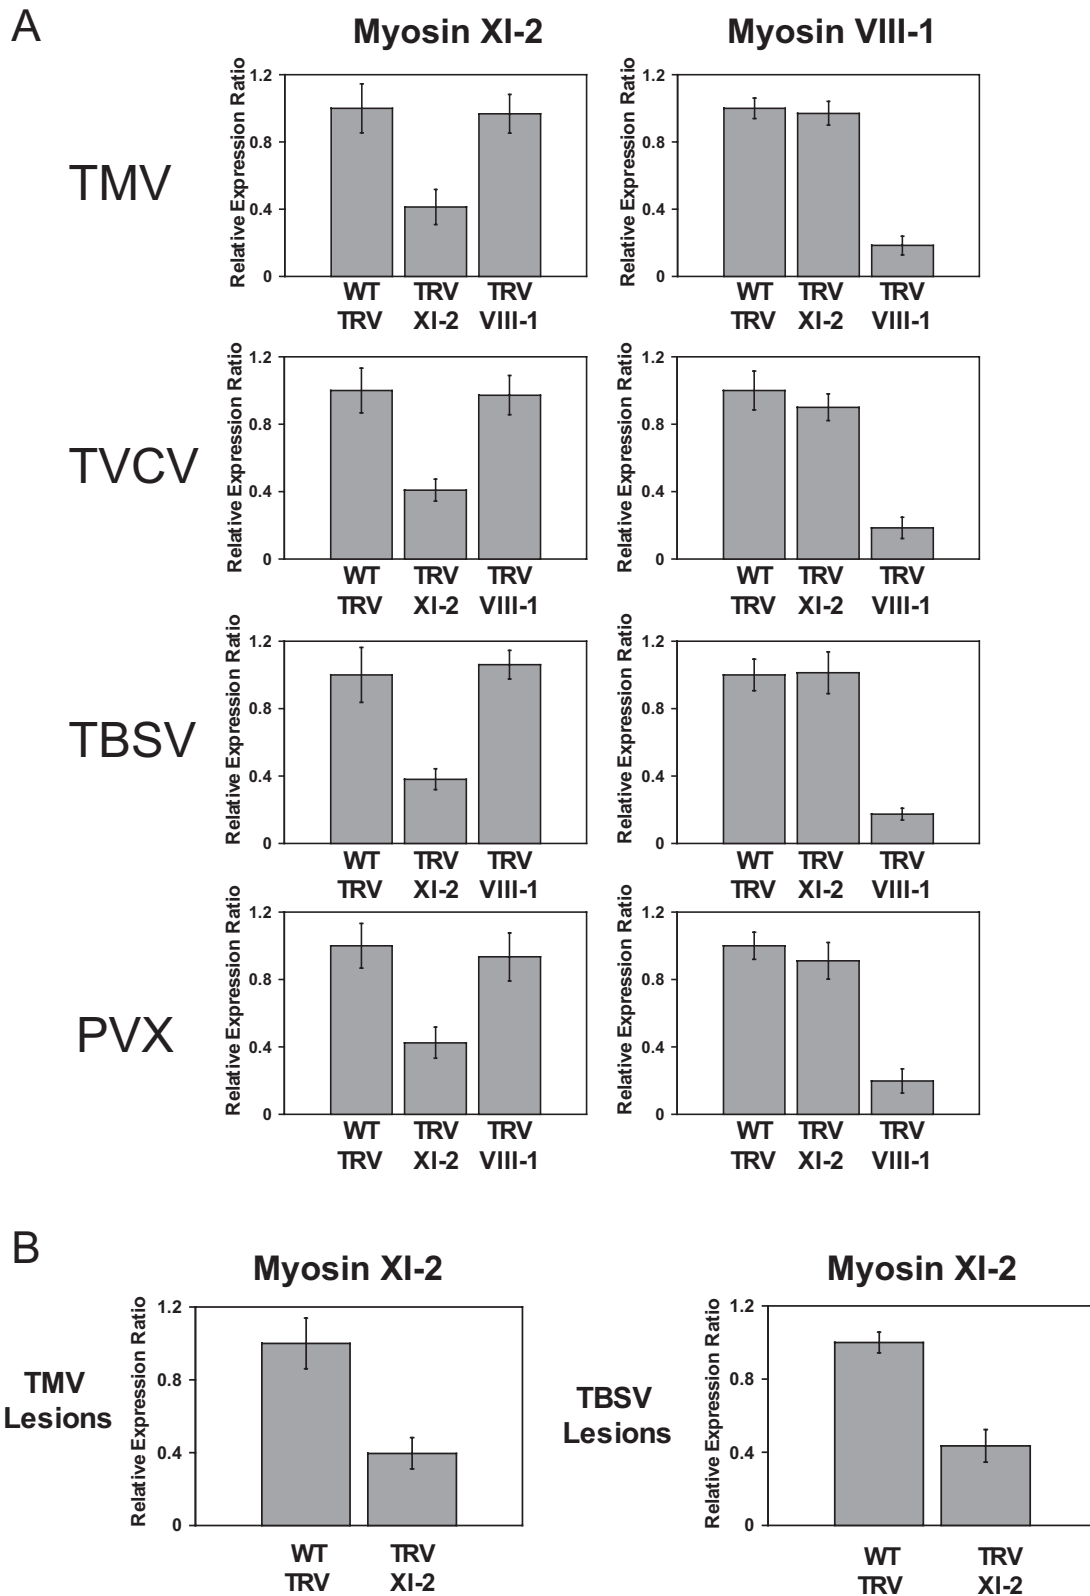 A
Myosin XI-2
Myosin VIII-1
TMV
Relative Expression Ratio
1.2
0.8
0.4
0
WT TRV TRV
TRV XI-2 VIII-1
Relative Expression Ratio
1.2
0.8
0.4
0
WT TRV TRV
TRV XI-2 VIII-1
TVCV
Relative Expression Ratio
1.2
0.8
0.4
0
WT TRV TRV
TRV XI-2 VIII-1
Relative Expression Ratio
1.2
0.8
0.4
0
WT TRV TRV
TRV XI-2 VIII-1
TBSV
Relative Expression Ratio
1.2
0.8
0.4
0
WT TRV TRV
TRV XI-2 VIII-1
Relative Expression Ratio
1.2
0.8
0.4
0
WT TRV TRV
TRV XI-2 VIII-1
PVX
Relative Expression Ratio
1.2
0.8
0.4
0
WT TRV TRV
TRV XI-2 VIII-1
Relative Expression Ratio
1.2
0.8
0.4
0
WT TRV TRV
TRV XI-2 VIII-1
B
Myosin XI-2
TMV
Lesions
Relative Expression Ratio
1.2
0.8
0.4
0
WT TRV
TRV XI-2
Myosin XI-2
TBSV
Lesions
Relative Expression Ratio
1.2
0.8
0.4
0
WT TRV
TRV XI-2